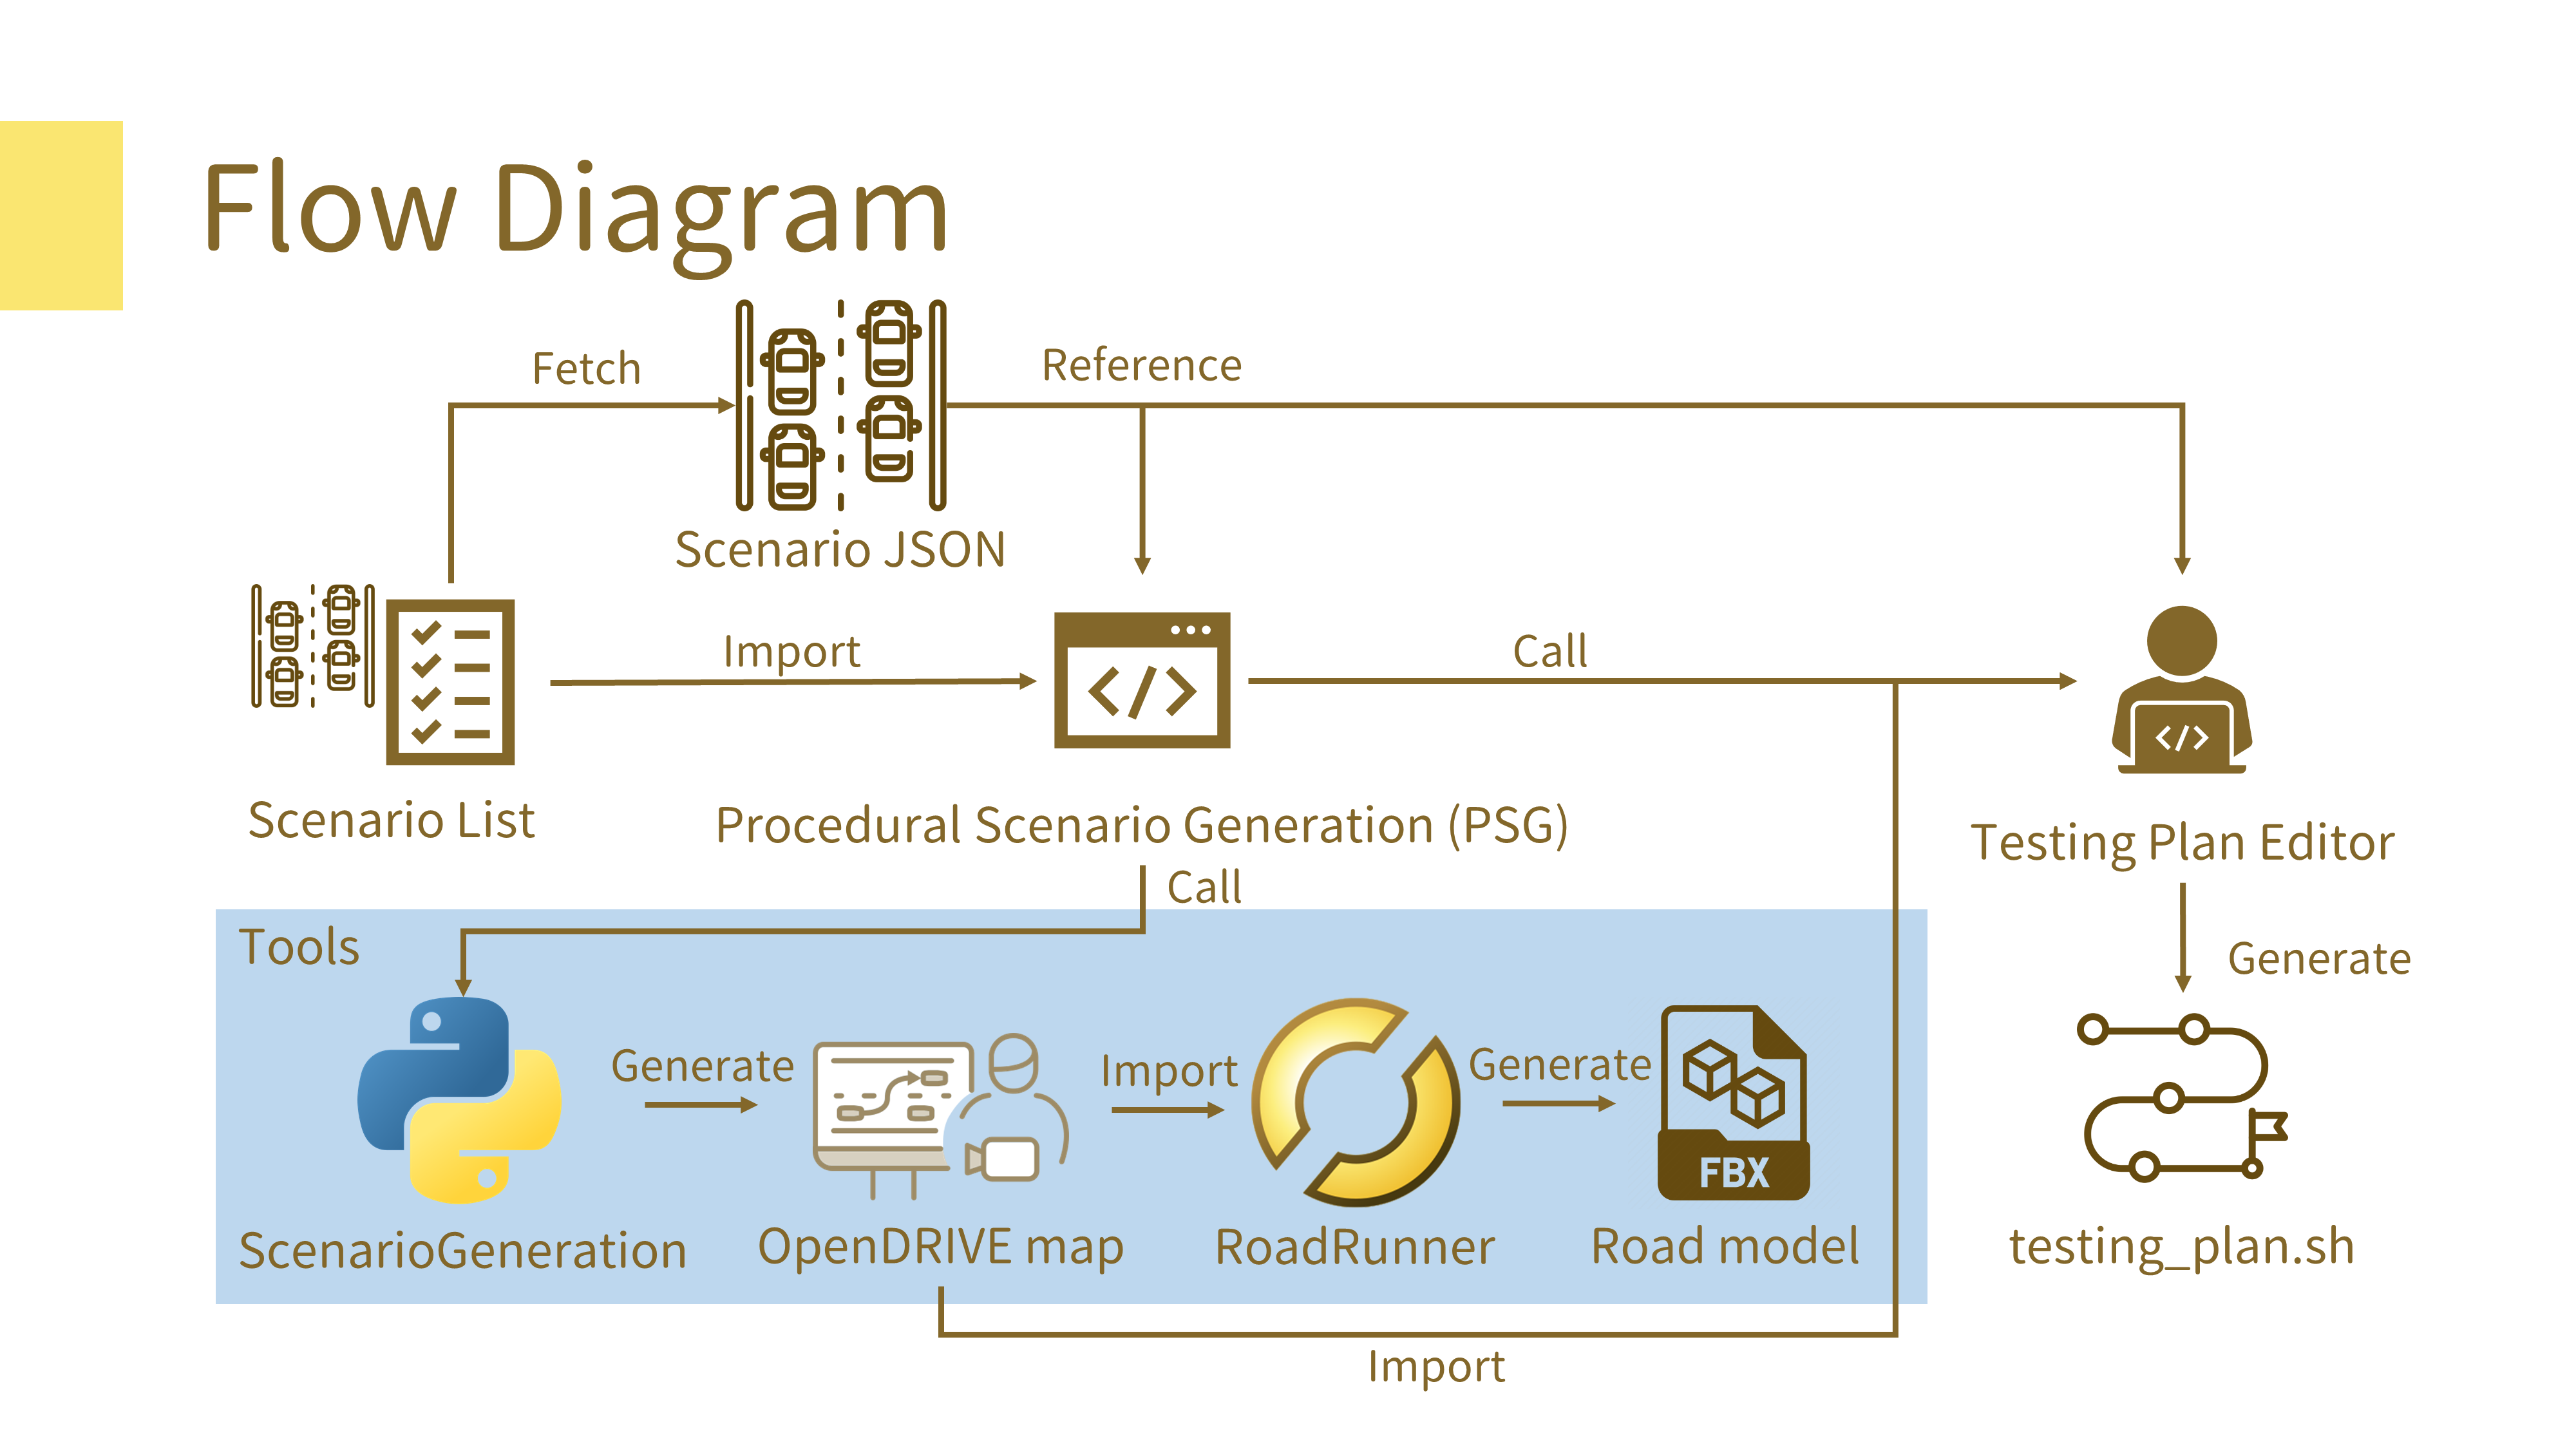 Flow Diagram
Fetch
Reference
Scenario JSON
Import
Call
</>
</>
Scenario List
Procedural Scenario Generation (PSG)
Testing Plan Editor
Call
Tools
Generate
Generate
Import
Generate
FBX
ScenarioGeneration
OpenDRIVE map
RoadRunner
Road model
testing_plan.sh
Import